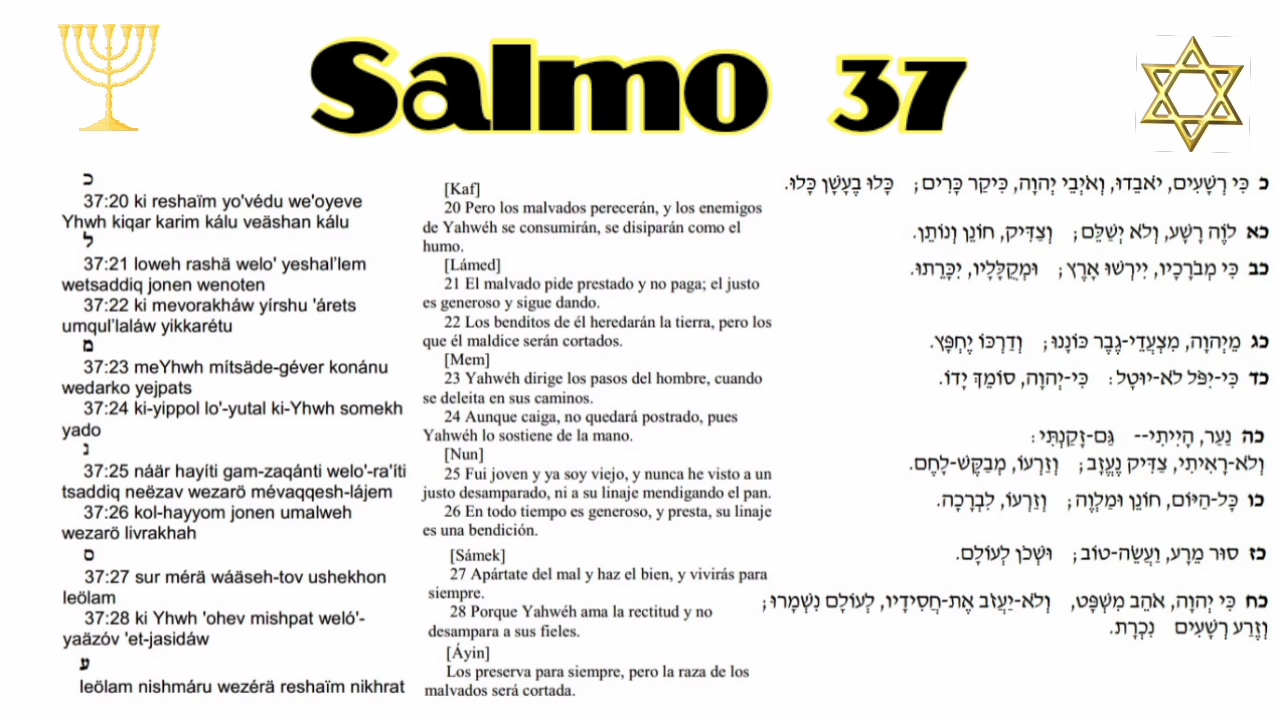 Salmo 37
כ
37:20 ki reshaïm yo'védu we'oyeve
Yhwh kiqar karim kálu veäshan kálu
ל
37:21 loweh rashä welo' yeshal’lem
wetsaddiq jonen wenoten
37:22 ki mevorakháw yírshu 'árets
umqul’laláw yikkarétu
מ
37:23 meYhwh mítsäde-géver konánu
wedarko yejpats
37:24 ki-yippol lo'-yutal ki-Yhwh somekh
yado
נ
37:25 náär hayíti gam-zaqánti welo'-ra'íti
tsaddiq neëzav wezarö mévaqqesh-lájem
37:26 kol-hayyom jonen umalweh
wezarö livrakhah
ס
37:27 sur mérä wáäseh-tov ushekhon
leölam
37:28 ki Yhwh 'ohev mishpat weló'-
yaäzóv 'et-jasidáw
ע
leölam nishmáru wezérä reshaïm nikhrat
[Kaf]
20 Pero los malvados perecerán, y los enemigos
de Yahwéh se consumirán, se disiparán como el
humo.
[Lámed]
21 El malvado pide prestado y no paga; el justo
es generoso y sigue dando.
22 Los benditos de él heredarán la tierra, pero los
que él maldice serán cortados.
[Mem]
23 Yahwéh dirige los pasos del hombre, cuando
se deleita en sus caminos.
24 Aunque caiga, no quedará postrado, pues
Yahwéh lo sostiene de la mano.
[Nun]
25 Fui joven y ya soy viejo, y nunca he visto a un
justo desamparado, ni a su linaje mendigando el pan.
26 En todo tiempo es generoso, y presta, su linaje
es una bendición.
[Sámek]
27 Apártate del mal y haz el bien, y vivirás para
siempre.
28 Porque Yahwéh ama la rectitud y no
desampara a sus fieles.
[Áyin]
Los preserva para siempre, pero la raza de los
malvados será cortada.
כ כִּי רְשָׁעִים, יֹאבֵדוּ, וְאֹיְבֵי יְהוָה, כִּיקַר כָּרִים; כָּלוּ בֶעָשָׁן כָּלוּ.
כא לֹוֶה רָשָׁע, וְלֹא יְשַׁלֵּם; וְצַדִּיק, חוֹנֵן וְנוֹתֵן.
כב כִּי מְבֹרָכָיו, יִירְשׁוּ אָרֶץ; וּמְקֻלָּלָיו, יִכָּרֵתוּ.
כג מֵיְהוָה, מִצְעֲדֵי-גֶבֶר כּוֹנָנוּ; וְדַרְכּוֹ יֶחְפָּץ.
כד כִּי-יִפֹּל לֹא-יוּטָל: כִּי-יְהוָה, סוֹמֵךְ יָדוֹ.
כה נַעַר, הָיִיתִי-- גַּם-זָקַנְתִּי:
וְלֹא-רָאִיתִי, צַדִּיק נֶעֱזָב; וְזַרְעוֹ, מְבַקֶּשׁ-לָחֶם.
כו כָּל-הַיּוֹם, חוֹנֵן וּמַלְוֶה; וְזַרְעוֹ, לִבְרָכָה.
כז סוּר מֵרָע, וַעֲשֵׂה-טוֹב; וּשְׁכֹן לְעוֹלָם.
כח כִּי יְהוָה, אֹהֵב מִשְׁפָּט, וְלֹא-יַעֲזֹב אֶת-חֲסִידָיו, לְעוֹלָם נִשְׁמָרוּ;
וְזֶרַע רְשָׁעִים נִכְרָת.